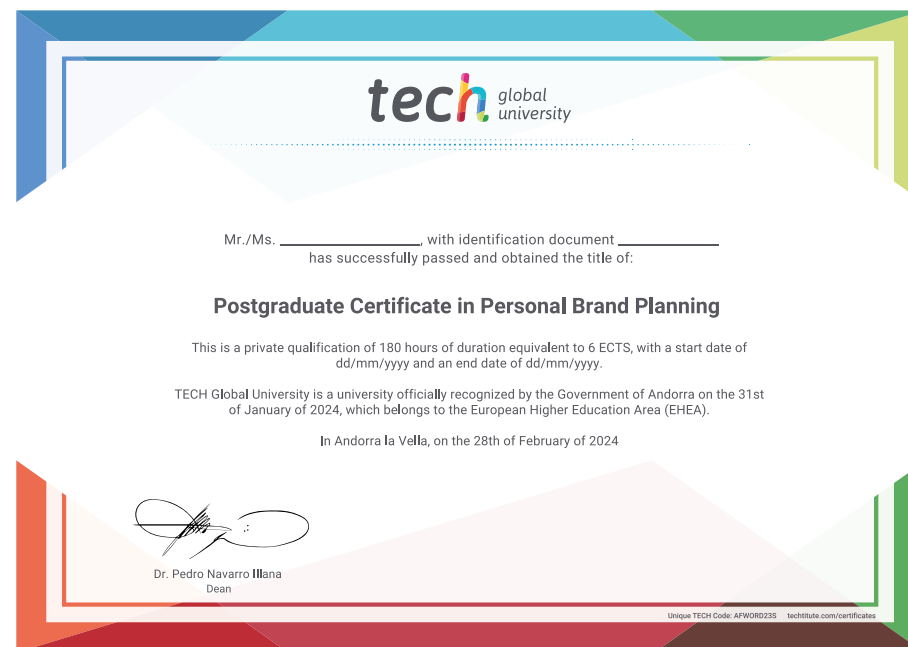 tech global university
Mr./Ms. ____________________, with identification document ______________
has successfully passed and obtained the title of:
Postgraduate Certificate in Personal Brand Planning
This is a private qualification of 180 hours of duration equivalent to 6 ECTS, with a start date of
dd/mm/yyyy and an end date of dd/mm/yyyy.
TECH Global University is a university officially recognized by the Government of Andorra on the 31st
of January of 2024, which belongs to the European Higher Education Area (EHEA).
In Andorra la Vella, on the 28th of February of 2024
Dr. Pedro Navarro Illana
Dean
Unique TECH Code: AFWORD23S techtitute.com/certificates